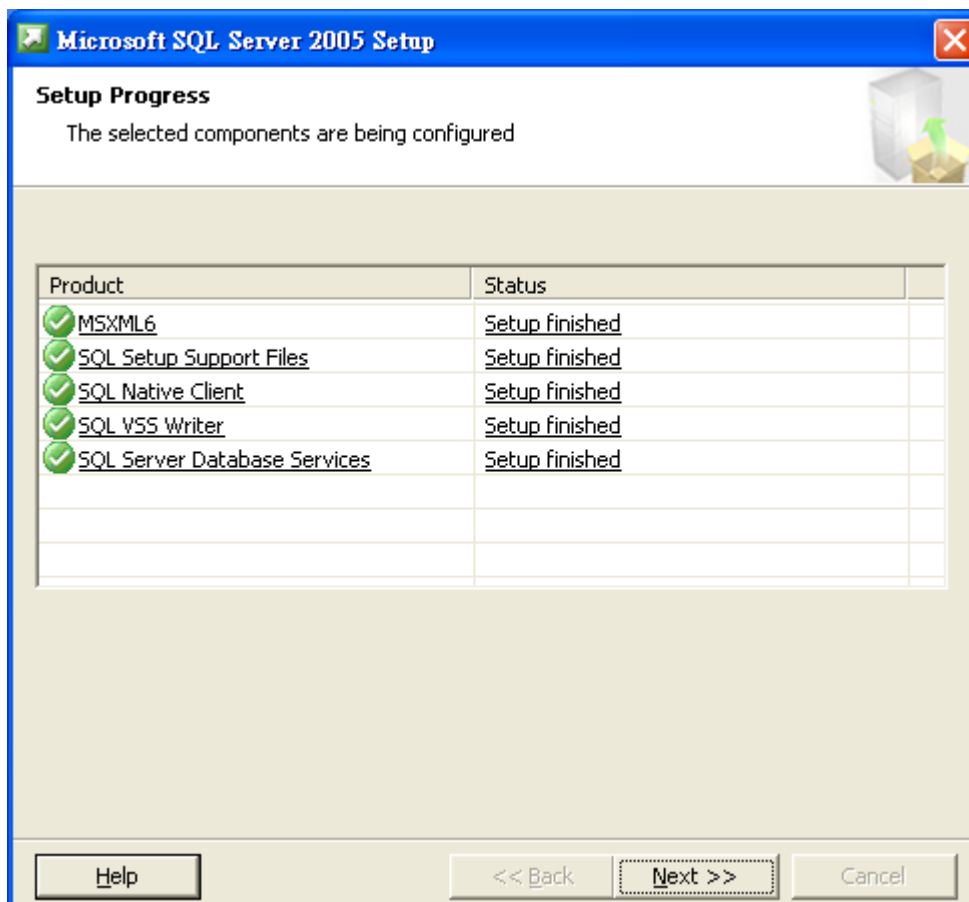 Microsoft SQL Server 2005 Setup
Setup Progress
The selected components are being configured
Product Status
MSXML6 Setup finished
SQL Setup Support Files Setup finished
SQL Native Client Setup finished
SQL VSS Writer Setup finished
SQL Server Database Services Setup finished
Help << Back Next >> Cancel